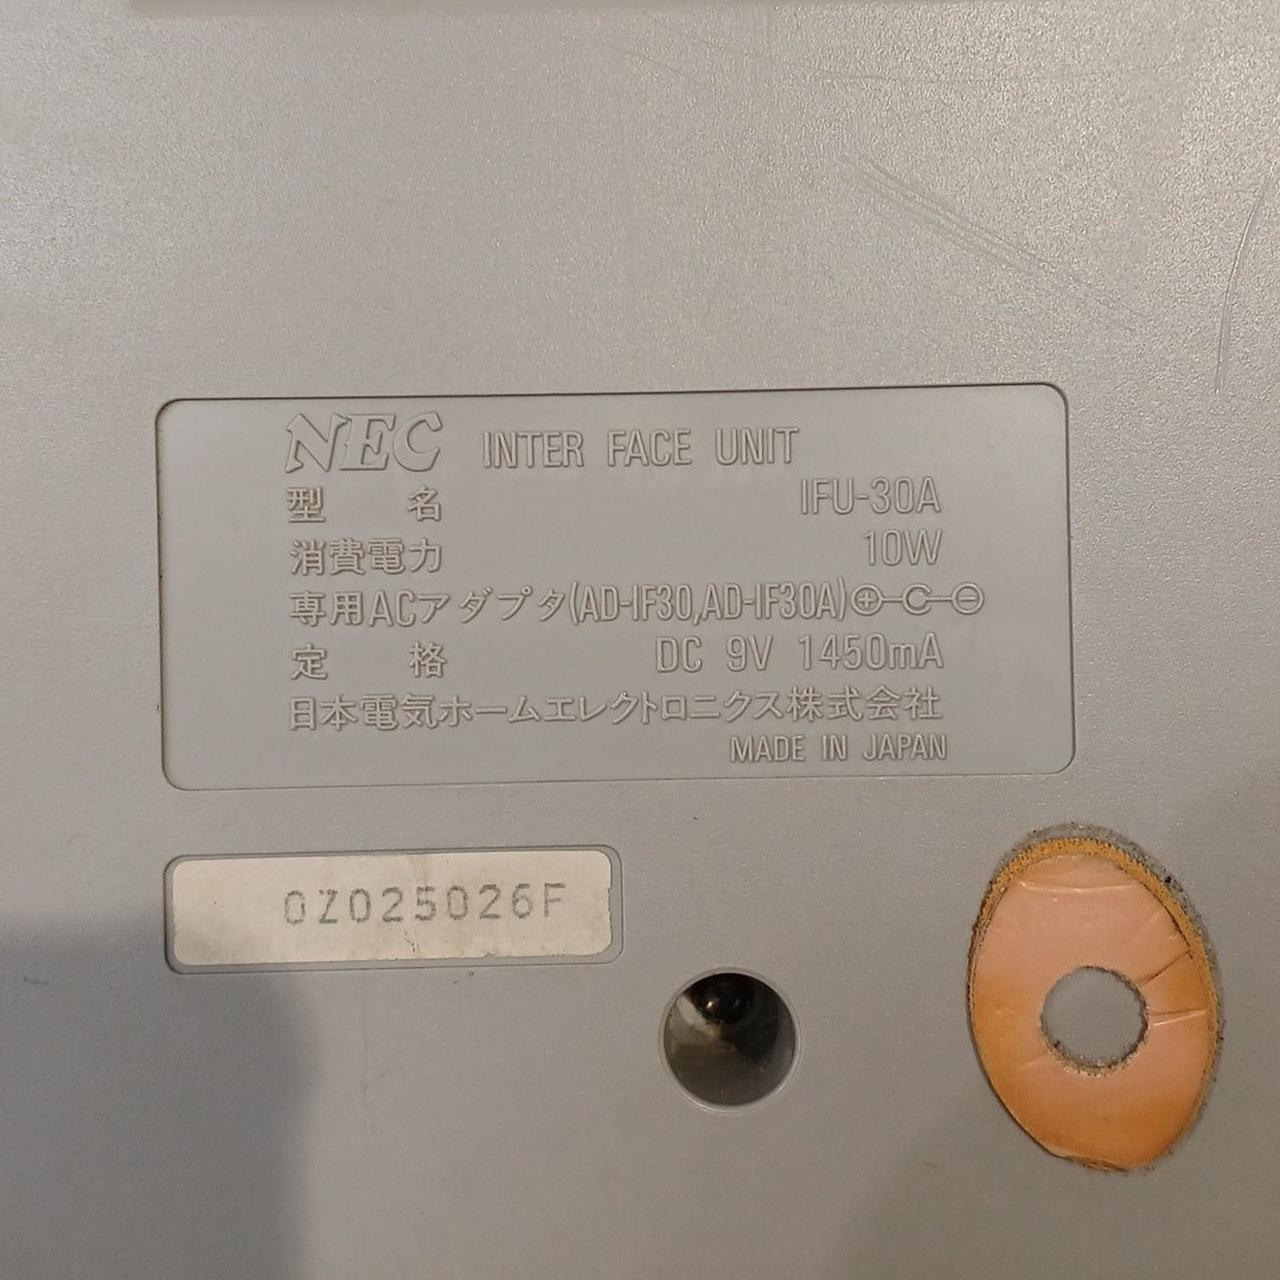 NEC INTER FACE UNIT
型 名 IFU-30A
消費電力 10W
専用ACアダプタ(AD-IF30,AD-IF30A)⊕-C-⊖
定 格 DC 9V 1450mA
日本電気ホームエレクトロニクス株式会社
MADE IN JAPAN
0Z025026F